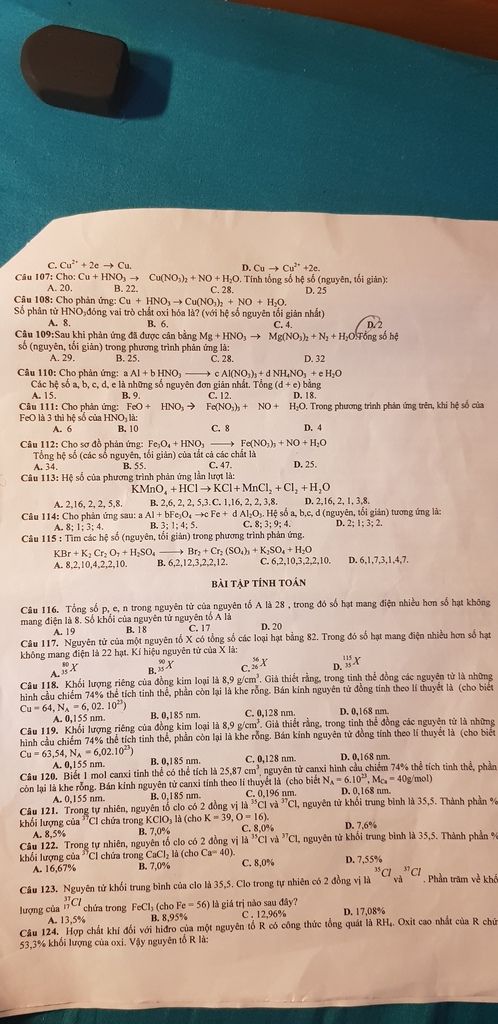 C. Cu²⁺ + 2e → Cu. D. Cu → Cu²⁺ +2e.
Câu 107: Cho: Cu + HNO₃ → Cu(NO₃)₂ + NO + H₂O. Tính tổng số hệ số (nguyên, tối giản):
A. 20. B. 22. C. 28. D. 25
Câu 108: Cho phản ứng: Cu + HNO₃ → Cu(NO₃)₂ + NO + H₂O.
Số phân tử HNO₃ đóng vai trò chất oxi hóa là? (với hệ số nguyên tối giản nhất)
A. 8. B. 6. C. 4. D. 2
Câu 109:Sau khi phản ứng đã được cân bằng Mg + HNO₃ → Mg(NO₃)₂ + N₂ + H₂O.Tổng số hệ
số (nguyên, tối giản) trong phương trình phản ứng là:
A. 29. B. 25. C. 28. D. 32
Câu 110: Cho phản ứng: a Al + b HNO₃ ⟶ c Al(NO₃)₃ + d NH₄NO₃ + e H₂O
Các hệ số a, b, c, d, e là những số nguyên đơn giản nhất. Tổng (d + e) bằng
A. 15. B. 9. C. 12. D. 18.
Câu 111: Cho phản ứng: FeO + HNO₃ → Fe(NO₃)₃ + NO + H₂O. Trong phương trình phản ứng trên, khi hệ số của
FeO là 3 thì hệ số của HNO₃ là:
A. 6 B. 10 C. 8 D. 4
Câu 112: Cho sơ đồ phản ứng: Fe₃O₄ + HNO₃ ⟶ Fe(NO₃)₃ + NO + H₂O
Tổng hệ số (các số nguyên, tối giản) của tất cả các chất là
A. 34. B. 55. C. 47. D. 25.
Câu 113: Hệ số của phương trình phản ứng lần lượt là:
KMnO₄ + HCl → KCl + MnCl₂ + Cl₂ + H₂O
A. 2,16, 2, 2, 5,8. B. 2,6, 2, 2, 5,3. C. 1,16, 2, 2, 3,8. D. 2,16, 2, 1, 3,8.
Câu 114: Cho phản ứng sau: a Al + bFe₃O₄ →c Fe + d Al₂O₃. Hệ số a, b,c, d (nguyên, tối giản) tương ứng là:
A. 8; 1; 3; 4. B. 3; 1; 4; 5. C. 8; 3; 9; 4. D. 2; 1; 3; 2.
Câu 115 : Tìm các hệ số (nguyên, tối giản) trong phương trình phản ứng.
KBr + K₂ Cr₂ O₇ + H₂SO₄ ⟶ Br₂ + Cr₂ (SO₄)₃ + K₂SO₄ + H₂O
A. 8,2,10,4,2,2,10. B. 6,2,12,3,2,2,12. C. 6,2,10,3,2,2,10. D. 6,1,7,3,1,4,7.
BÀI TẬP TÍNH TOÁN
Câu 116. Tổng số p, e, n trong nguyên tử của nguyên tố A là 28 , trong đó số hạt mang điện nhiều hơn số hạt không
mang điện là 8. Số khối của nguyên tử nguyên tố A là
A. 19 B. 18 C. 17 D. 20
Câu 117. Nguyên tử của một nguyên tố X có tổng số các loại hạt bằng 82. Trong đó số hạt mang điện nhiều hơn số hạt
không mang điện là 22 hạt. Kí hiệu nguyên tử của X là:
A. ⁸⁰₃₅X B. ⁹⁰₃₅X C. ⁵⁶₂₆X D. ¹¹⁵₃₅X
Câu 118. Khối lượng riêng của đồng kim loại là 8,9 g/cm³. Giả thiết rằng, trong tinh thể đồng các nguyên tử là những
hình cầu chiếm 74% thể tích tinh thể, phần còn lại là khe rỗng. Bán kính nguyên tử đồng tính theo lí thuyết là (cho biết
Cu = 64, N_A = 6, 02. 10²³)
A. 0,155 nm. B. 0,185 nm. C. 0,128 nm. D. 0,168 nm.
Câu 119. Khối lượng riêng của đồng kim loại là 8,9 g/cm³. Giả thiết rằng, trong tinh thể đồng các nguyên tử là những
hình cầu chiếm 74% thể tích tinh thể, phần còn lại là khe rỗng. Bán kính nguyên tử đồng tính theo lí thuyết là (cho biết
Cu = 63,54, N_A = 6,02.10²³)
A. 0,155 nm. B. 0,185 nm. C. 0,128 nm. D. 0,168 nm.
Câu 120. Biết 1 mol canxi tinh thể có thể tích là 25,87 cm³, nguyên tử canxi hình cầu chiếm 74% thể tích tinh thể, phần
còn lại là khe rỗng. Bán kính nguyên tử canxi tính theo lí thuyết là (cho biết N_A = 6.10²³, M_Ca = 40g/mol)
A. 0,155 nm. B. 0,185 nm. C. 0,196 nm. D. 0,168 nm.
Câu 121. Trong tự nhiên, nguyên tố clo có 2 đồng vị là ³⁵Cl và ³⁷Cl, nguyên tử khối trung bình là 35,5. Thành phần %
khối lượng của ³⁷Cl chứa trong KClO₃ là (cho K = 39, O = 16).
A. 8,5% B. 7,0% C. 8,0% D. 7,6%
Câu 122. Trong tự nhiên, nguyên tố clo có 2 đồng vị là ³⁵Cl và ³⁷Cl, nguyên tử khối trung bình là 35,5. Thành phần %
khối lượng của ³⁷Cl chứa trong CaCl₂ là (cho Ca= 40).
A. 16,67% B. 7,0% C. 8,0% D. 7,55%
Câu 123. Nguyên tử khối trung bình của clo là 35,5. Clo trong tự nhiên có 2 đồng vị là ³⁵Cl và ³⁷Cl . Phần trăm về khố
lượng của ³⁷₁₇Cl chứa trong FeCl₃ (cho Fe = 56) là giá trị nào sau đây?
A. 13,5% B. 8,95% C . 12,96% D. 17,08%
Câu 124. Hợp chất khí đối với hiđro của một nguyên tố R có công thức tổng quát là RH₄. Oxit cao nhất của R chứ
53,3% khối lượng của oxi. Vậy nguyên tố R là: